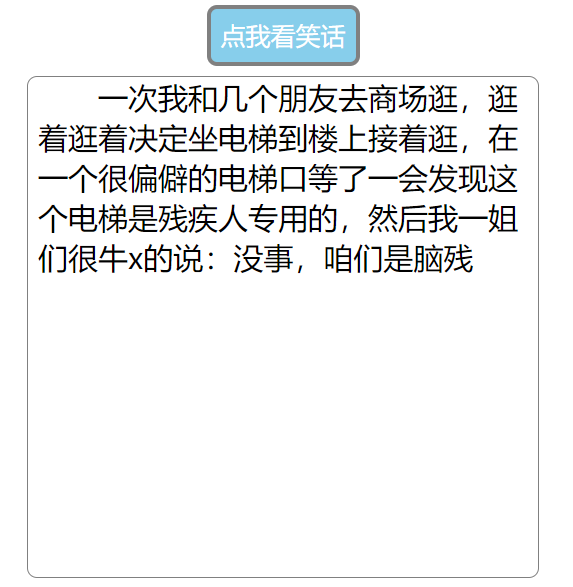 点我看笑话
一次我和几个朋友去商场逛，逛
着逛着决定坐电梯到楼上接着逛，在
一个很偏僻的电梯口等了一会发现这
个电梯是残疾人专用的，然后我一姐
们很牛x的说：没事，咱们是脑残